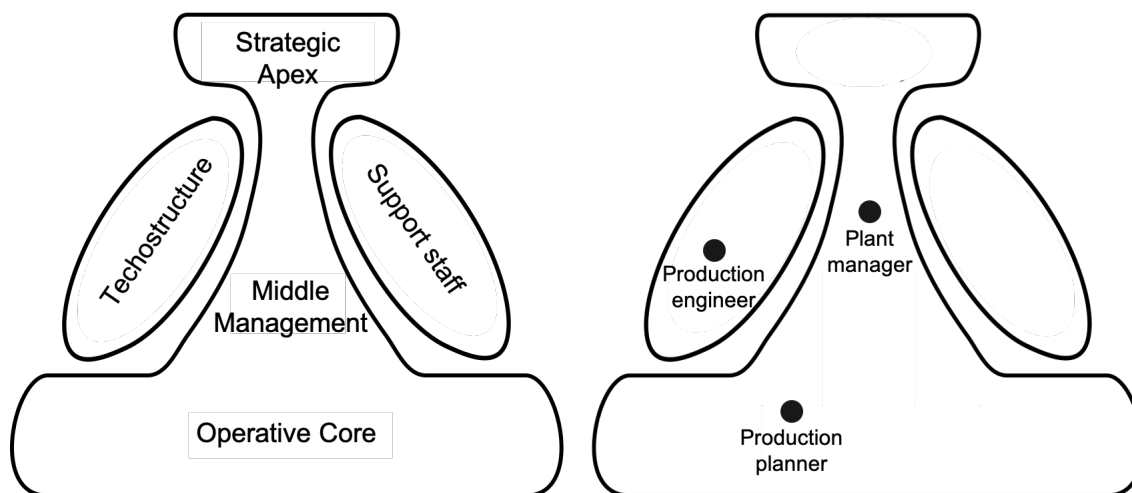 Strategic
Apex
Techostructure
Support staff
Middle
Management
Operative Core
Plant
manager
Production
engineer
Production
planner